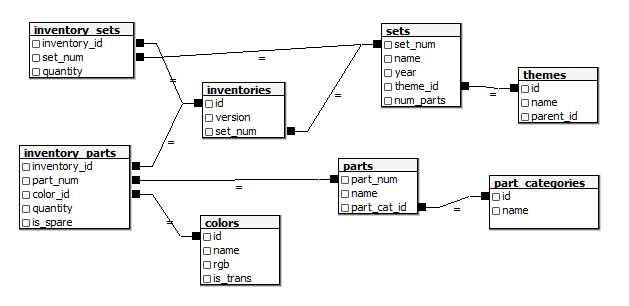 inventory_sets
inventory_id
set_num
quantity
sets
set_num
name
year
theme_id
num_parts
themes
id
name
parent_id
inventories
id
version
set_num
inventory_parts
inventory_id
part_num
color_id
quantity
is_spare
parts
part_num
name
part_cat_id
part_categories
id
name
colors
id
name
rgb
is_trans
=
=
=
=
=
=
=
=